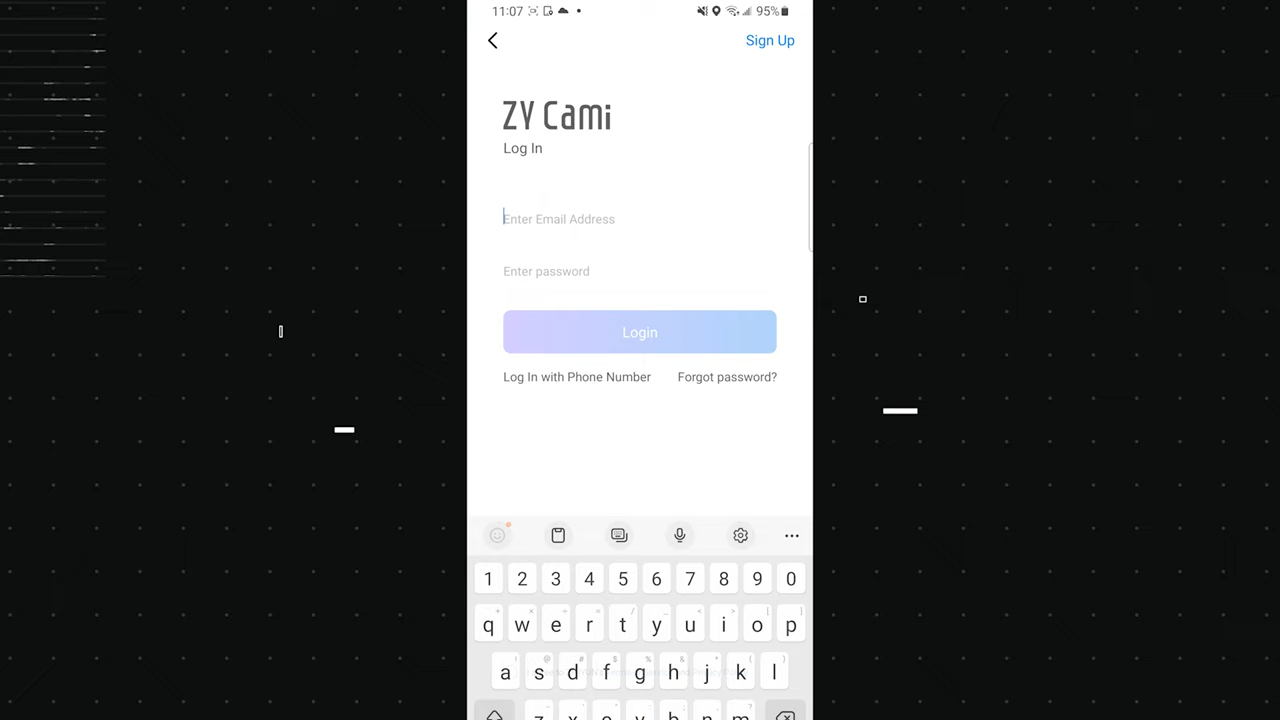 11:07 95%
Sign Up
ZY Cami
Log In
Enter Email Address
Enter password
Login
Log In with Phone Number Forgot password?
1 2 3 4 5 6 7 8 9 0
q w e r t y u i o p
a s d f g h j k l
z x c v b n m